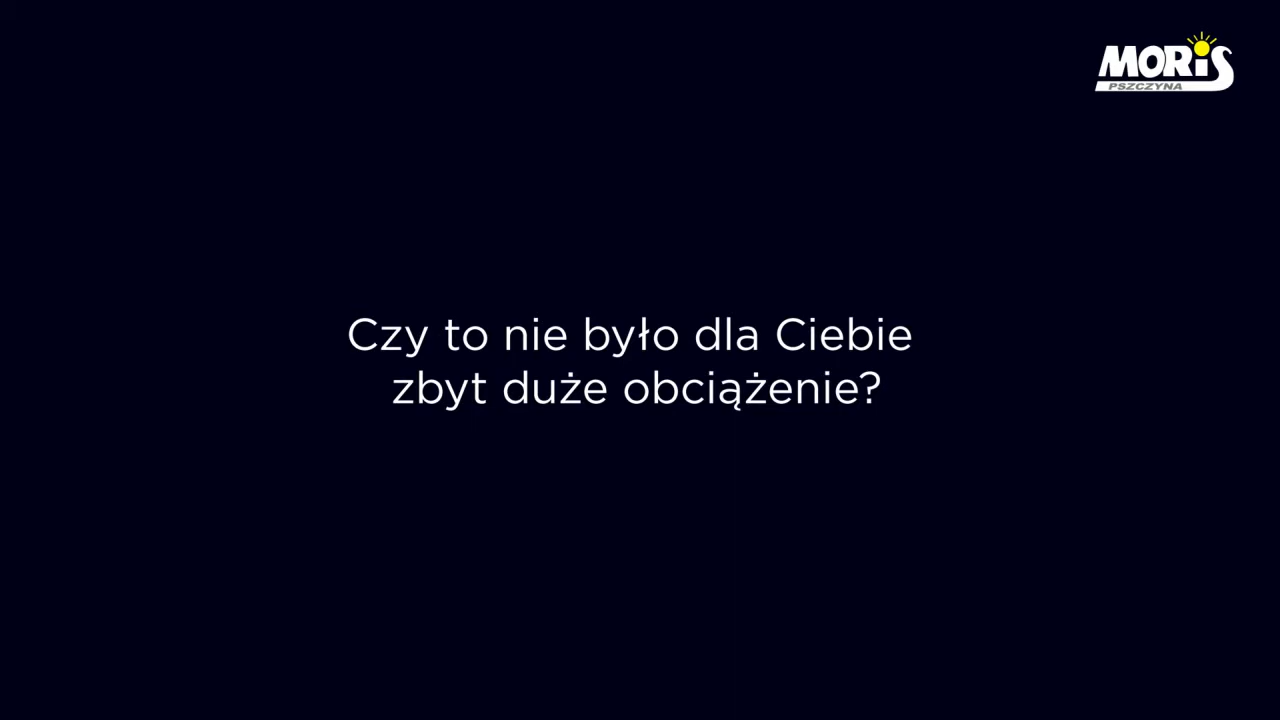 MORiS
PSZCZYNA
Czy to nie było dla Ciebie
zbyt duże obciążenie?